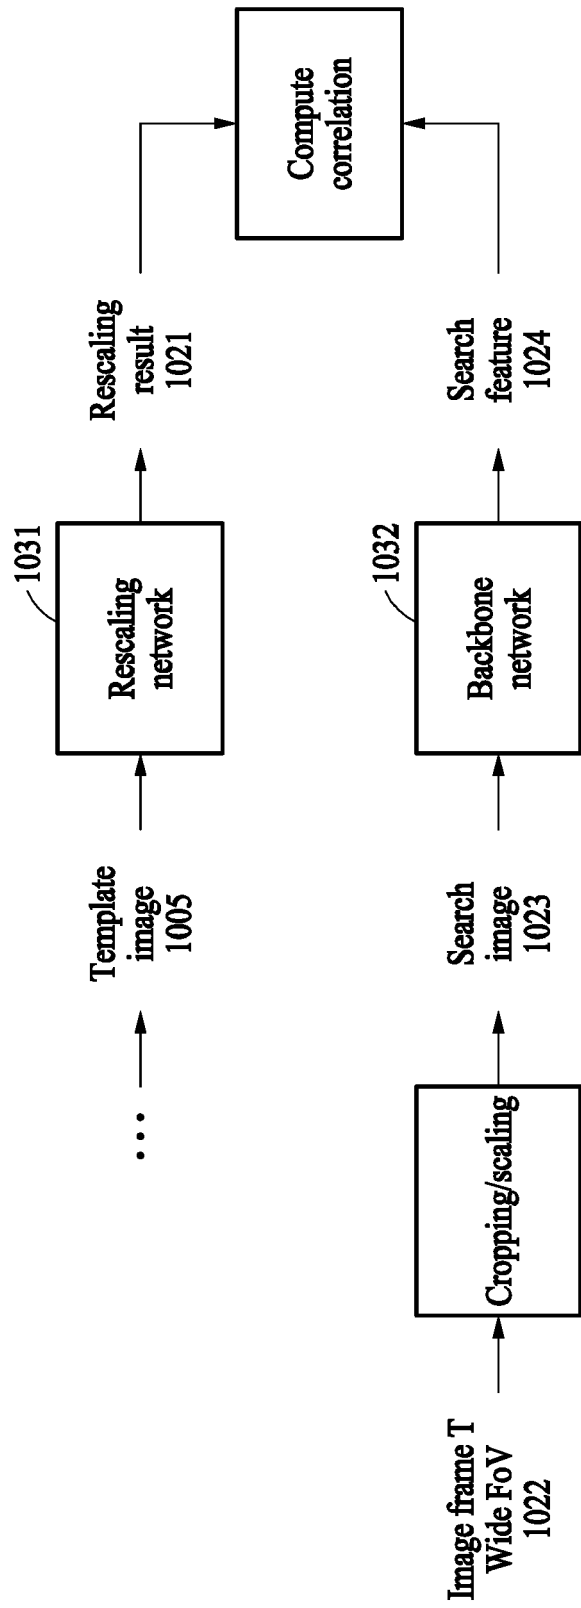 ...
Template
image
1005
1031
Rescaling
network
Rescaling
result
1021
Image frame T
Wide FoV
1022
Cropping/scaling
Search
image
1023
1032
Backbone
network
Search
feature
1024
Compute
correlation